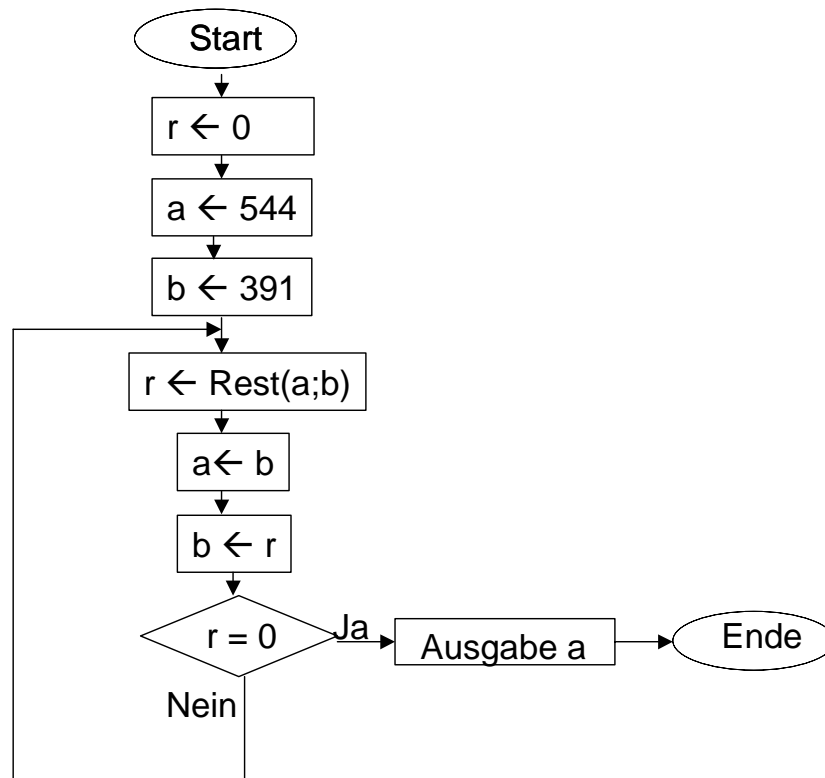 Start
r ← 0
a ← 544
b ← 391
r ← Rest(a;b)
a← b
b ← r
r = 0
Ja
Ausgabe a
Ende
Nein